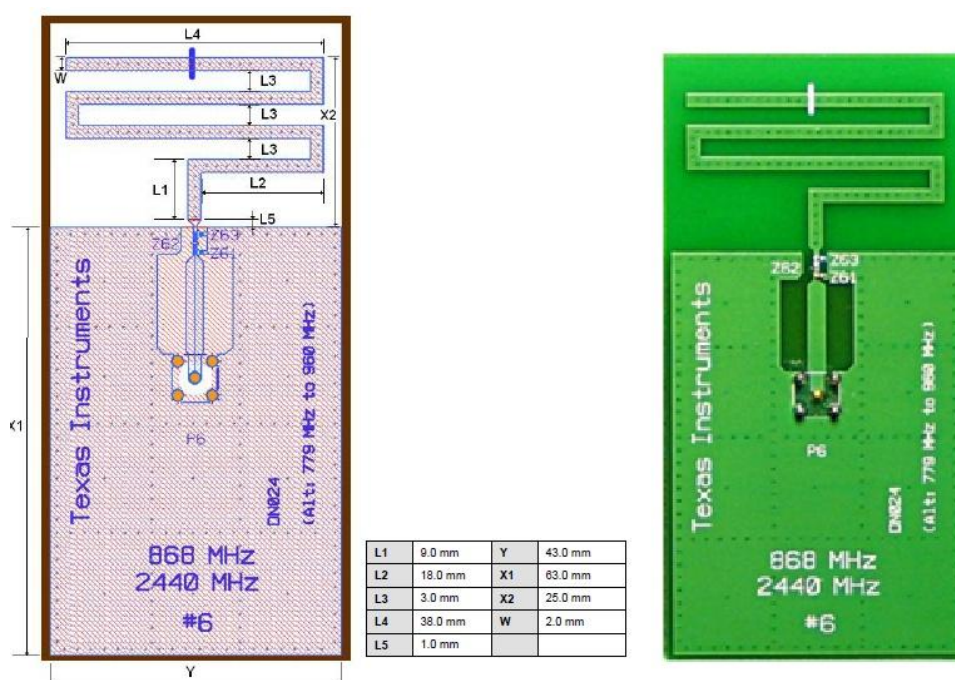 L4
W
L3
L3
X2
L3
L1
L2
L5
Z62
Z63
Z61
X1
Texas Instruments
P6
DN024
(Alt: 779 MHz to 960 MHz)
868 MHz
2440 MHz
#6
Y
L1 9.0 mm Y 43.0 mm
L2 18.0 mm X1 63.0 mm
L3 3.0 mm X2 25.0 mm
L4 38.0 mm W 2.0 mm
L5 1.0 mm
Z62
Z63
Z61
Texas Instruments
P6
DN024
(Alt: 779 MHz to 960 MHz)
868 MHz
2440 MHz
#6